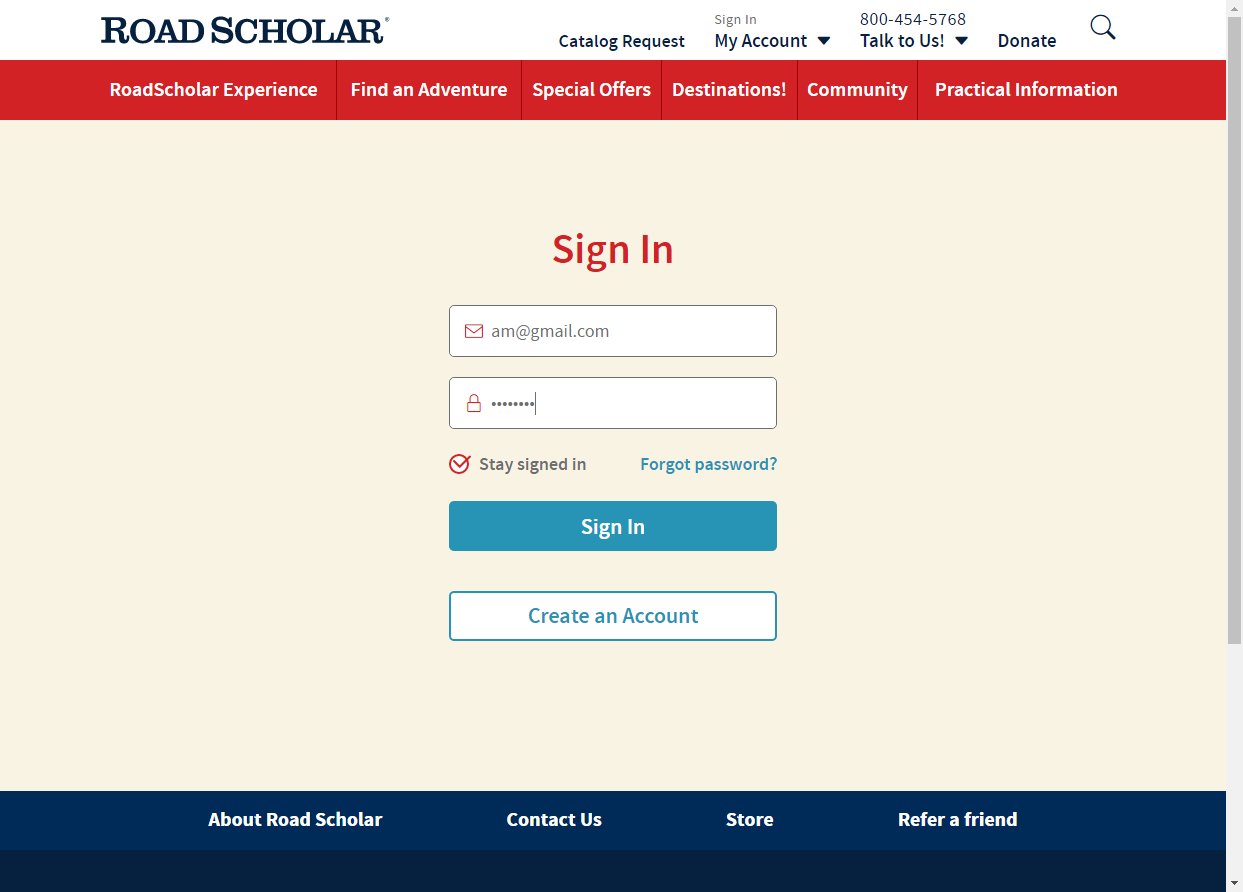 ROAD SCHOLAR®
Sign In
800-454-5768
Catalog Request
My Account
Talk to Us!
Donate
RoadScholar Experience
Find an Adventure
Special Offers
Destinations!
Community
Practical Information
Sign In
am@gmail.com
••••••••
Stay signed in
Forgot password?
Sign In
Create an Account
About Road Scholar
Contact Us
Store
Refer a friend